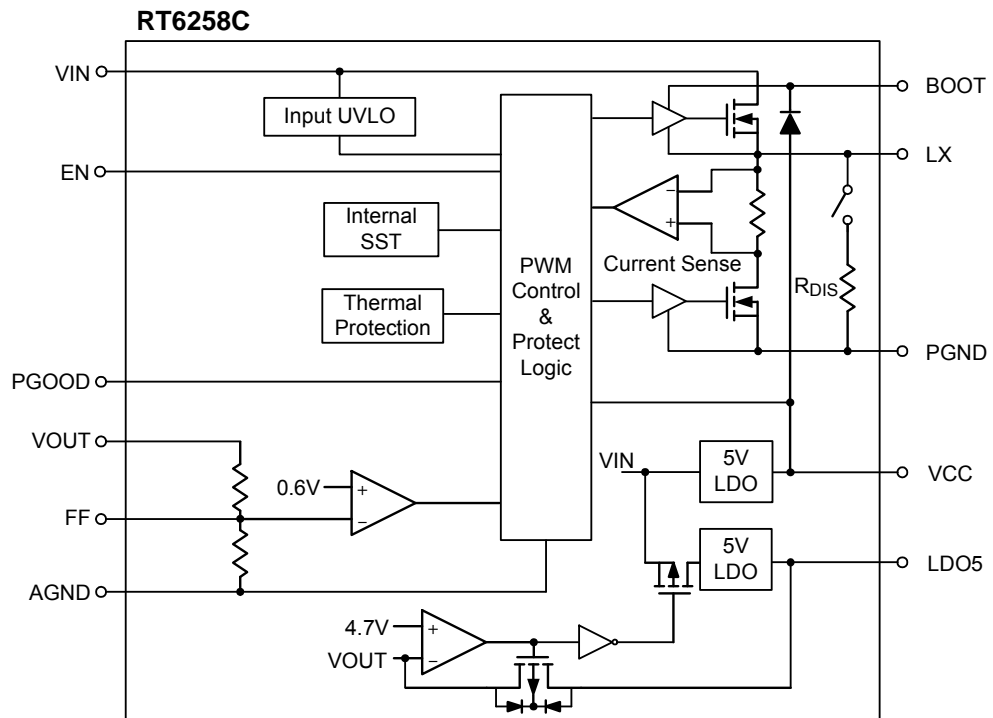 RT6258C
VIN
BOOT
Input UVLO
LX
EN
Internal
SST
PWM
Control
&
Protect
Logic
Current Sense
RDIS
Thermal
Protection
PGND
PGOOD
VOUT
VIN
5V
LDO
VCC
0.6V
+
−
FF
5V
LDO
LDO5
AGND
4.7V
+
VOUT
−
−
+